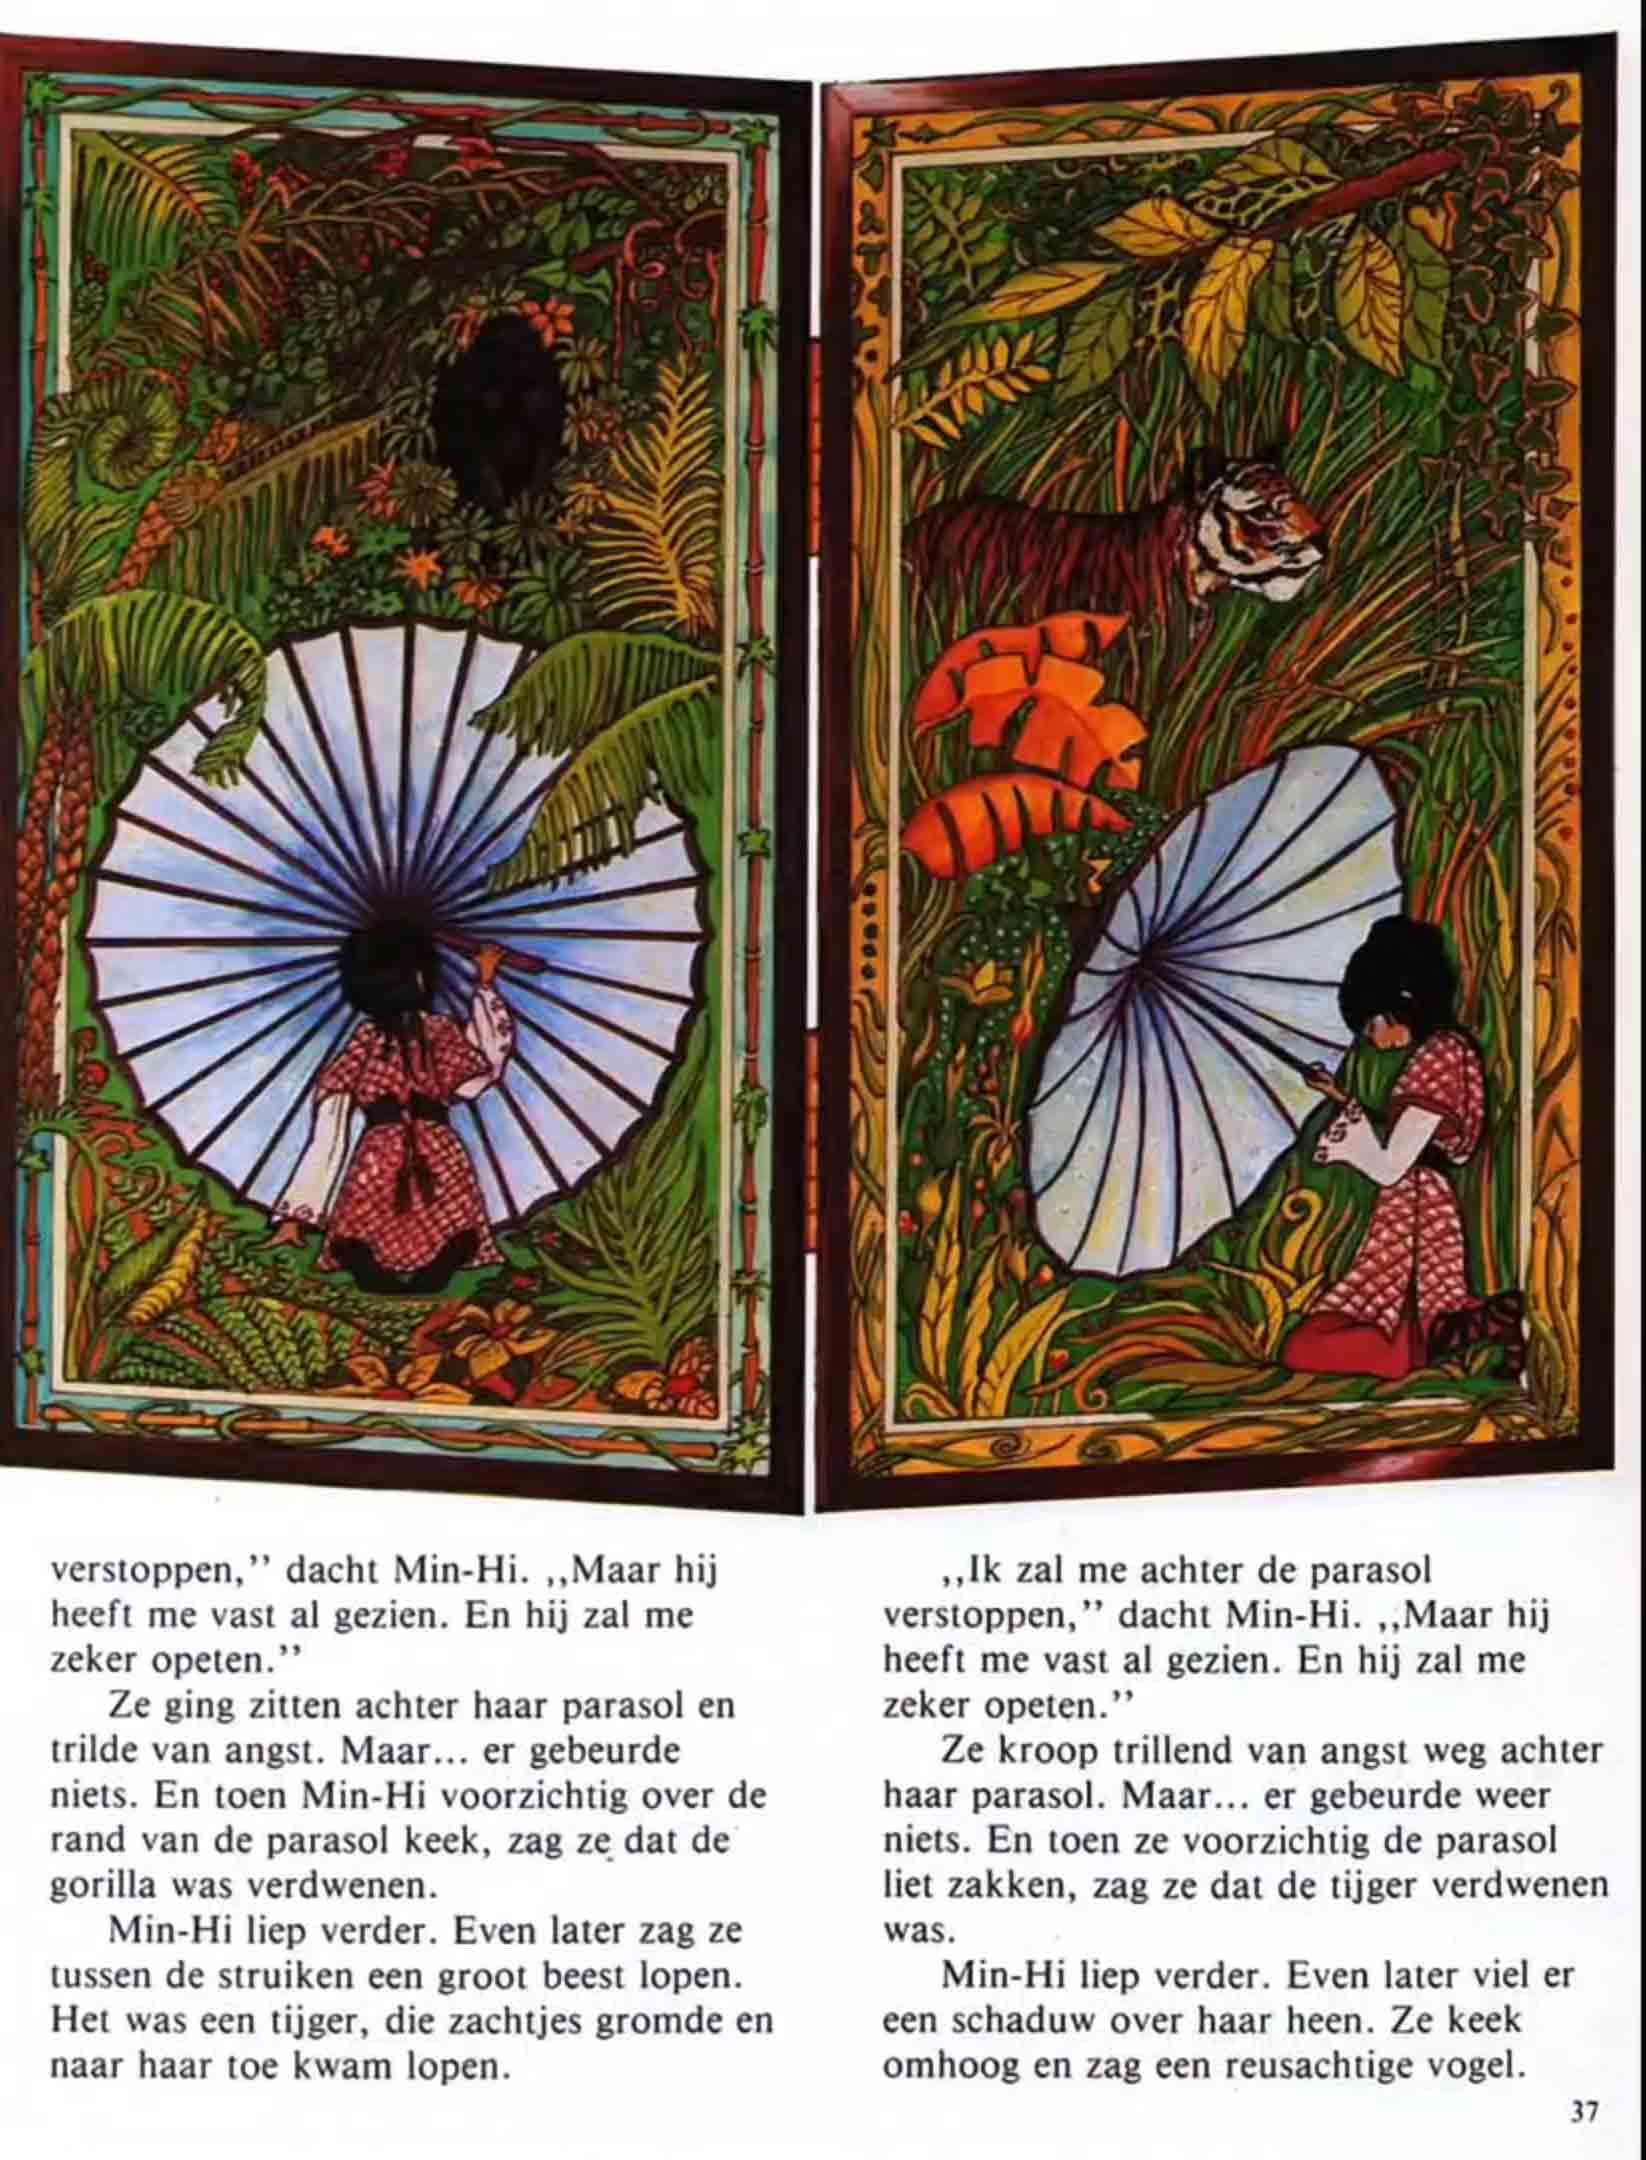 verstoppen,” dacht Min-Hi. ,,Maar hij
heeft me vast al gezien. En hij zal me
zeker opeten.”
Ze ging zitten achter haar parasol en
trilde van angst. Maar... er gebeurde
niets. En toen Min-Hi voorzichtig over de
rand van de parasol keek, zag ze dat de
gorilla was verdwenen.
Min-Hi liep verder. Even later zag ze
tussen de struiken een groot beest lopen.
Het was een tijger, die zachtjes gromde en
naar haar toe kwam lopen.
,,Ik zal me achter de parasol
verstoppen,” dacht Min-Hi. ,,Maar hij
heeft me vast al gezien. En hij zal me
zeker opeten.”
Ze kroop trillend van angst weg achter
haar parasol. Maar... er gebeurde weer
niets. En toen ze voorzichtig de parasol
liet zakken, zag ze dat de tijger verdwenen
was.
Min-Hi liep verder. Even later viel er
een schaduw over haar heen. Ze keek
omhoog en zag een reusachtige vogel.
37